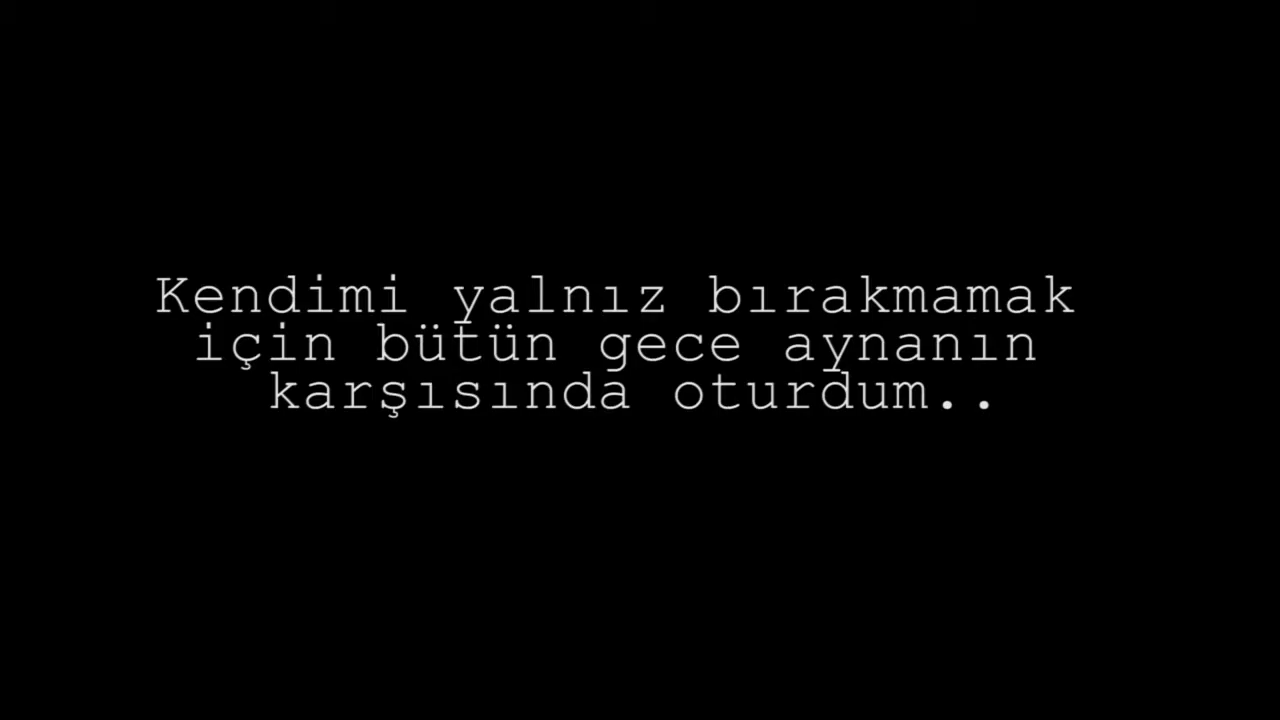 Kendimi yalnız bırakmamak
için bütün gece aynanın
karşısında oturdum..